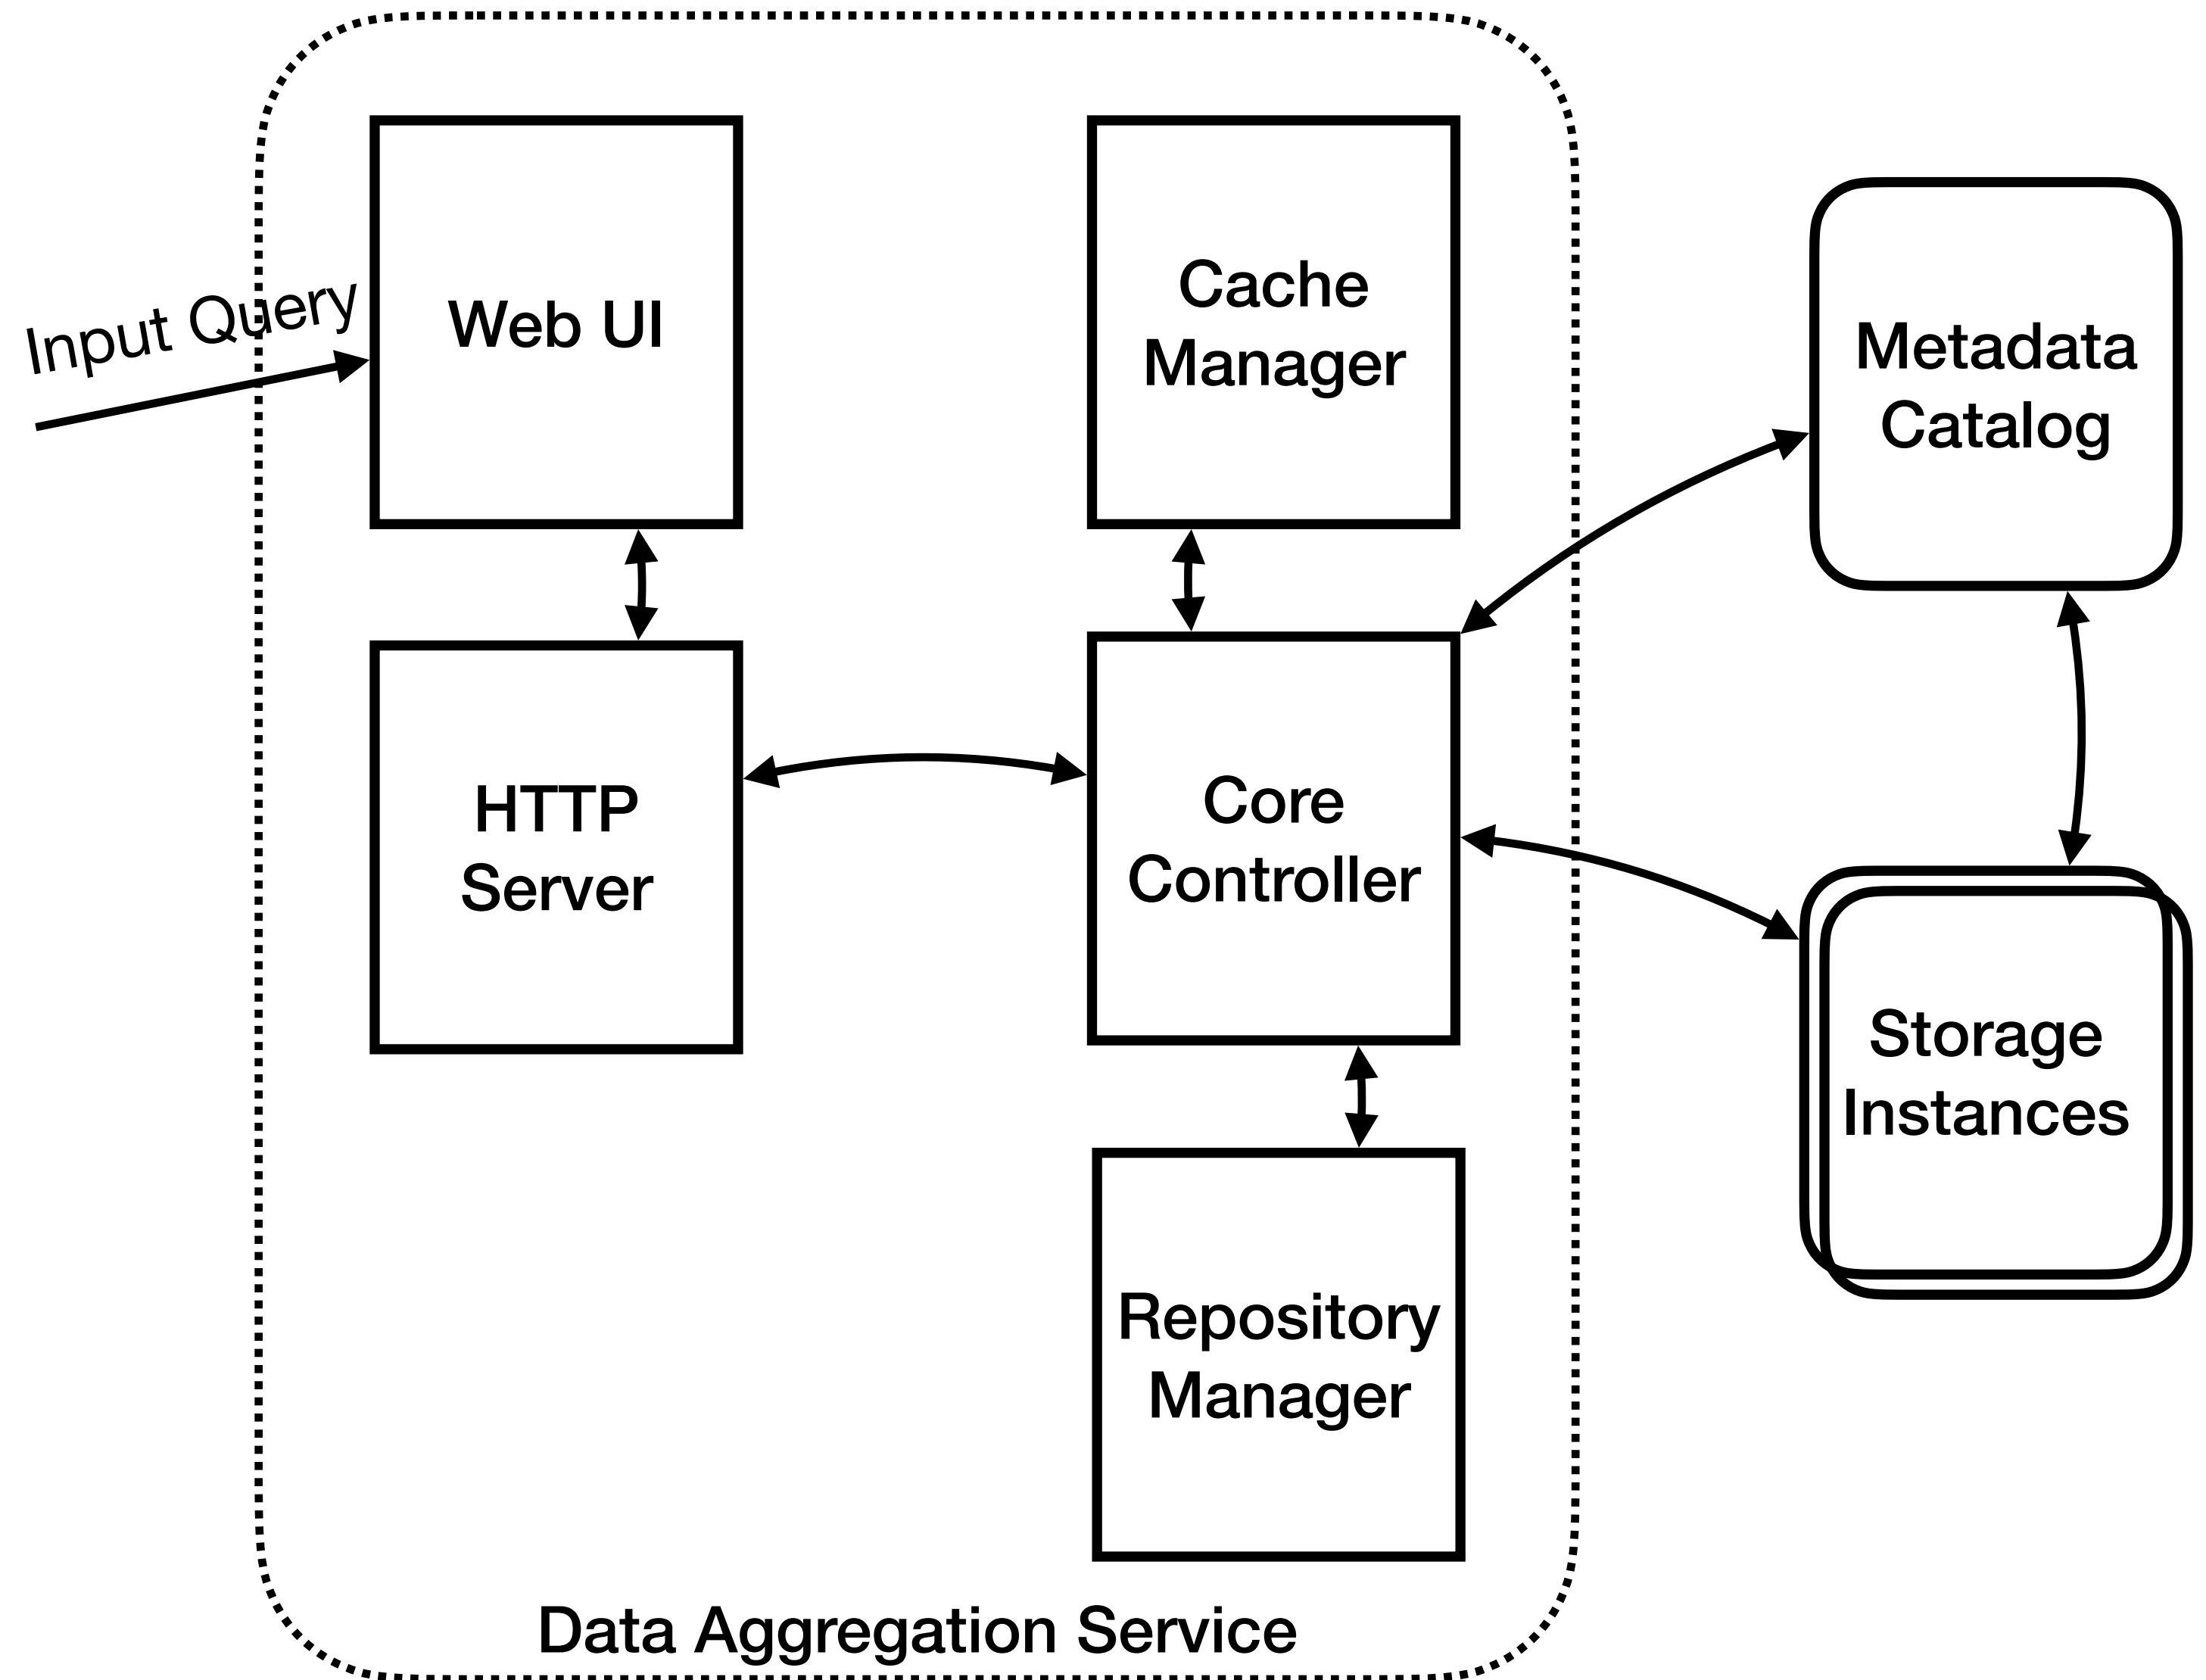 Input Query
Web UI
Cache
Manager
Metadata
Catalog
HTTP
Server
Core
Controller
Storage
Instances
Repository
Manager
Data Aggregation Service